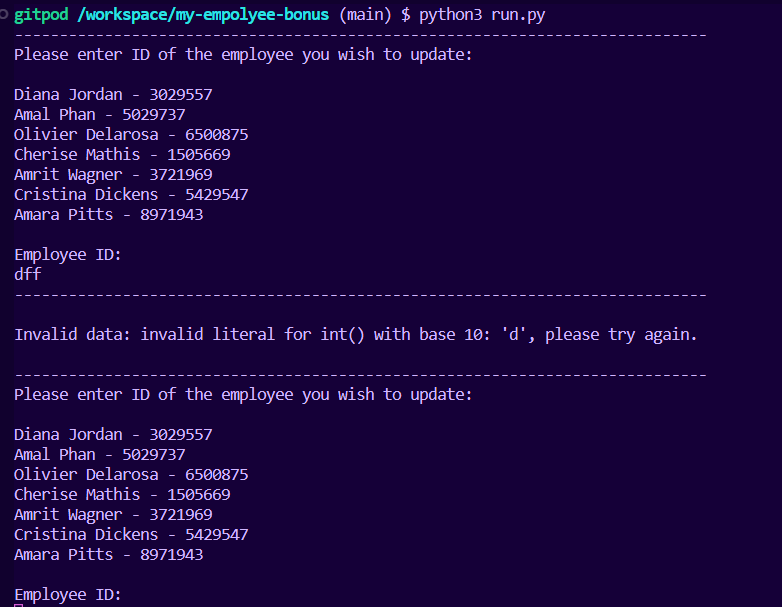 gitpod /workspace/my-empolyee-bonus (main) $ python3 run.py
-----------------------------------------------------------------------------
Please enter ID of the employee you wish to update:
Diana Jordan - 3029557
Amal Phan - 5029737
Olivier Delarosa - 6500875
Cherise Mathis - 1505669
Amrit Wagner - 3721969
Cristina Dickens - 5429547
Amara Pitts - 8971943
Employee ID:
dff
-----------------------------------------------------------------------------
Invalid data: invalid literal for int() with base 10: 'd', please try again.
-----------------------------------------------------------------------------
Please enter ID of the employee you wish to update:
Diana Jordan - 3029557
Amal Phan - 5029737
Olivier Delarosa - 6500875
Cherise Mathis - 1505669
Amrit Wagner - 3721969
Cristina Dickens - 5429547
Amara Pitts - 8971943
Employee ID: